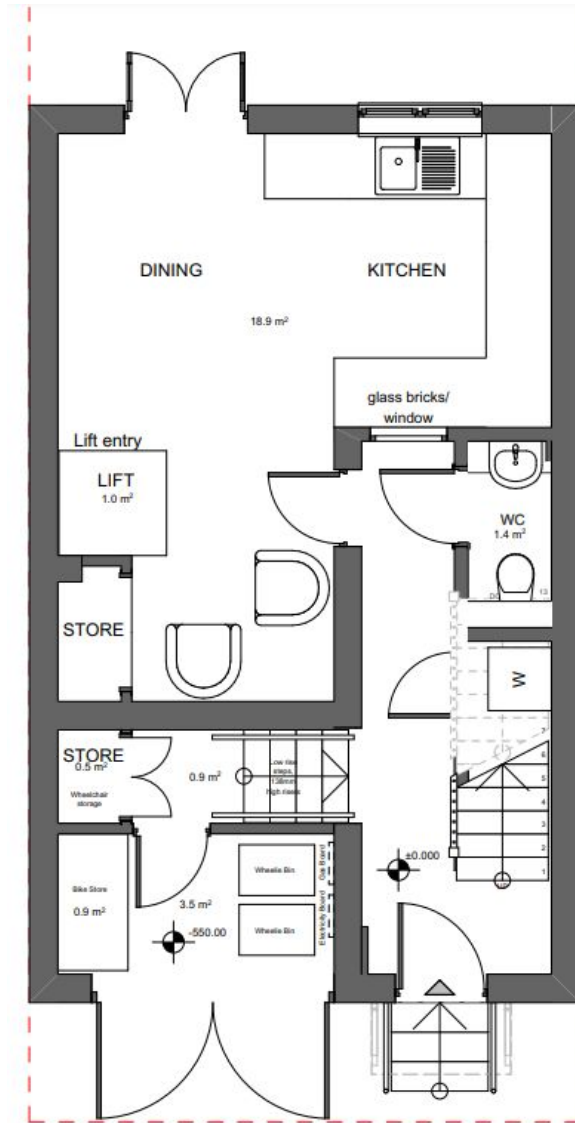 DINING
KITCHEN
18.9 m²
glass bricks/
window
Lift entry
LIFT
1.0 m²
WC
1.4 m²
13
STORE
W
STORE
0.5 m²
Wheelchair
storage
0.9 m²
Low rise
steps,
138mm
high rises
7
6
5
4
3
2
1
±0.000
Bike Store
0.9 m²
3.5 m²
-550.00
Wheelie Bin
Wheelie Bin
Gas Board
Electricity Board